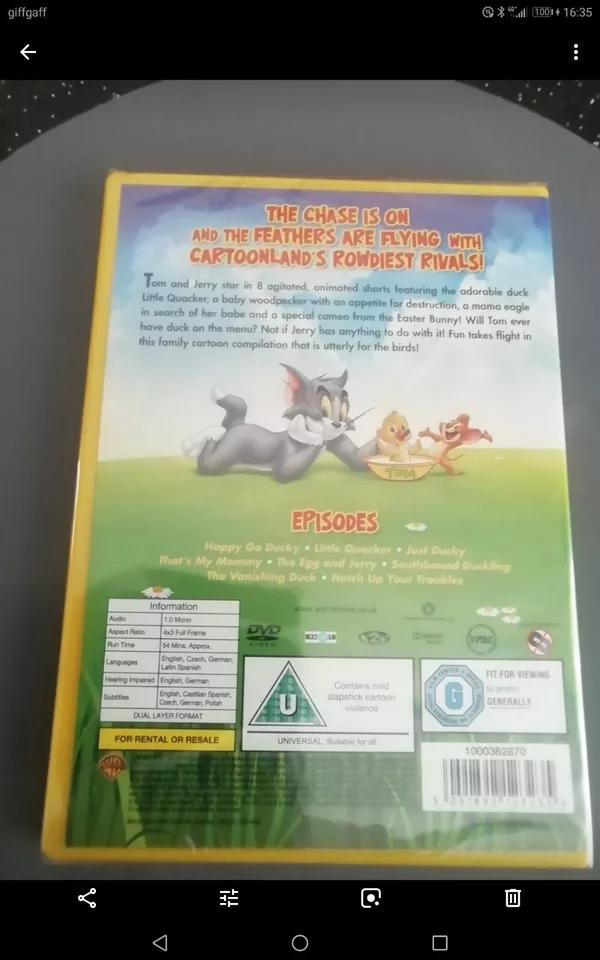 giffgaff
100 16:35
THE CHASE IS ON
AND THE FEATHERS ARE FLYING WITH
CARTOONLAND'S ROWDIEST RIVALS!
Tom and Jerry star in 8 agitated, animated shorts featuring the adorable duck
Little Quacker, a baby woodpecker with an appetite for destruction, a mama eagle
in search of her babe and a special cameo from the Easter Bunny! Will Tom ever
have duck on the menu? Not if Jerry has anything to do with it! Fun takes flight in
this family cartoon compilation that is utterly for the birds!
TOM
EPISODES
Happy Go Ducky • Little Quacker • Just Ducky
That's My Mommy • The Egg and Jerry • Southbound Duckling
The Vanishing Duck • Hatch Up Your Troubles
Information
Audio 1.0 Mono
Aspect Ratio 4x3 Full Frame
Run Time 54 Mins. Approx.
Languages English, Czech, German,
Latin Spanish
Hearing Impaired English, German
Subtitles English, Castilian Spanish,
Czech, German, Polish
DUAL LAYER FORMAT
FOR RENTAL OR RESALE
DVD
VIDEO
PAL
2
U
Contains mild
slapstick cartoon
violence
UNIVERSAL Suitable for all
G
FIT FOR VIEWING
by persons
GENERALLY
1000362870